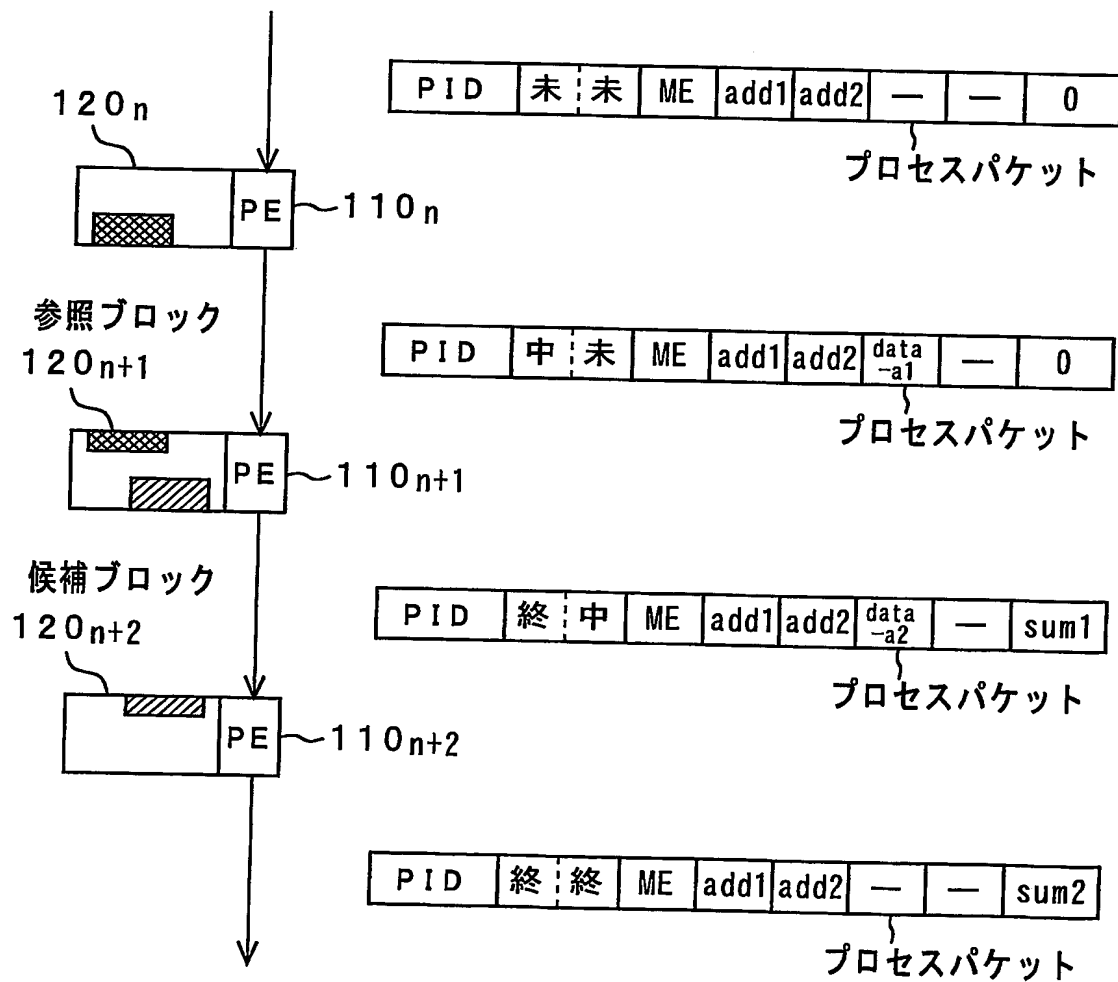 PID 未 未 ME add1 add2 — — 0
プロセスパケット
120n
PE
110n
参照ブロック
120n+1
PID 中 未 ME add1 add2 data-a1 — 0
プロセスパケット
PE
110n+1
候補ブロック
120n+2
PID 終 中 ME add1 add2 data-a2 — sum1
プロセスパケット
PE
110n+2
PID 終 終 ME add1 add2 — — sum2
プロセスパケット